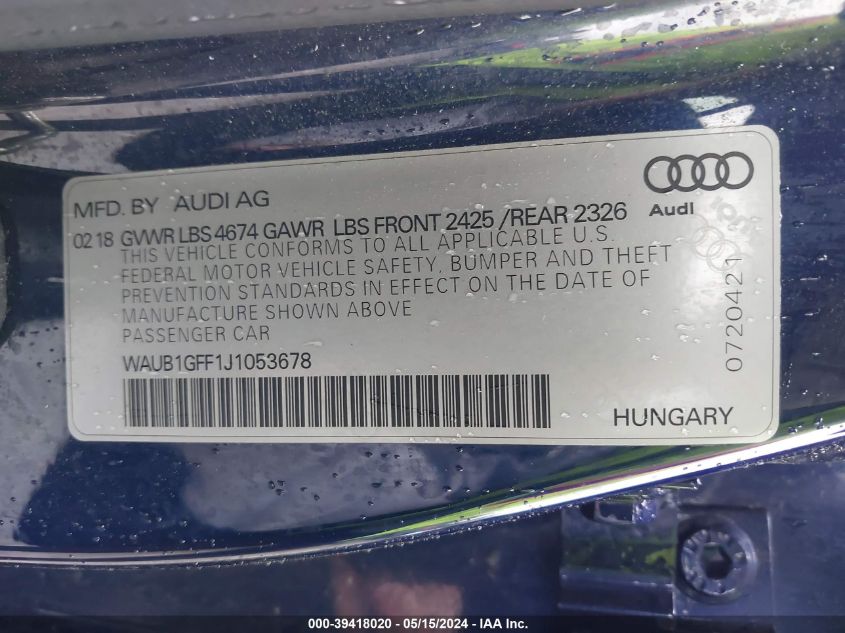 MFD. BY AUDI AG
Audi
02 18 GVWR LBS 4674 GAWR LBS FRONT 2425 /REAR 2326
THIS VEHICLE CONFORMS TO ALL APPLICABLE U.S.
FEDERAL MOTOR VEHICLE SAFETY, BUMPER AND THEFT
PREVENTION STANDARDS IN EFFECT ON THE DATE OF
MANUFACTURE SHOWN ABOVE
PASSENGER CAR
WAUB1GFF1J1053678
0720421
HUNGARY
000-39418020 - 05/15/2024 - IAA Inc.